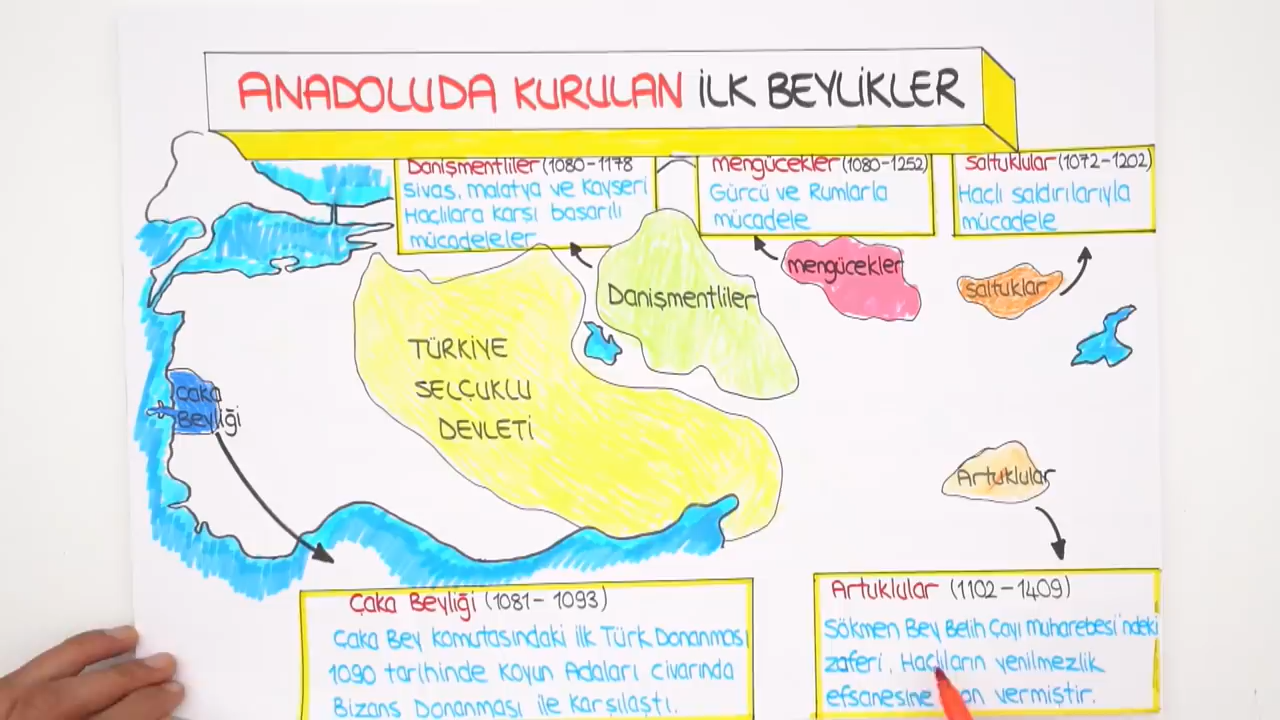 ANADOLUDA KURULAN İLK BEYLİKLER
Danişmentliler (1080-1178
Sivas, malatya ve Kayseri
Haçlılara karşı başarılı
mücadeleler
mengücekler (1080-1252)
Gürcü ve Rumlarla
mücadele
Saltuklular (1072-1202)
Haçlı saldırılarıyla
mücadele
Danişmentliler
mengücekler
saltuklar
TÜRKİYE
SELÇUKLU
DEVLETİ
Çaka
Beyliği
Artuklular
Çaka Beyliği (1081-1093)
Çaka Bey komutasındaki ilk Türk Donanması
1090 tarihinde Koyun Adaları civarında
Bizans Donanması ile karşılaştı.
Artuklular (1102-1409)
Sökmen Bey Belih Çayı muharebesi'ndeki
zaferi, Haçlıların yenilmezlik
efsanesine son vermiştir.